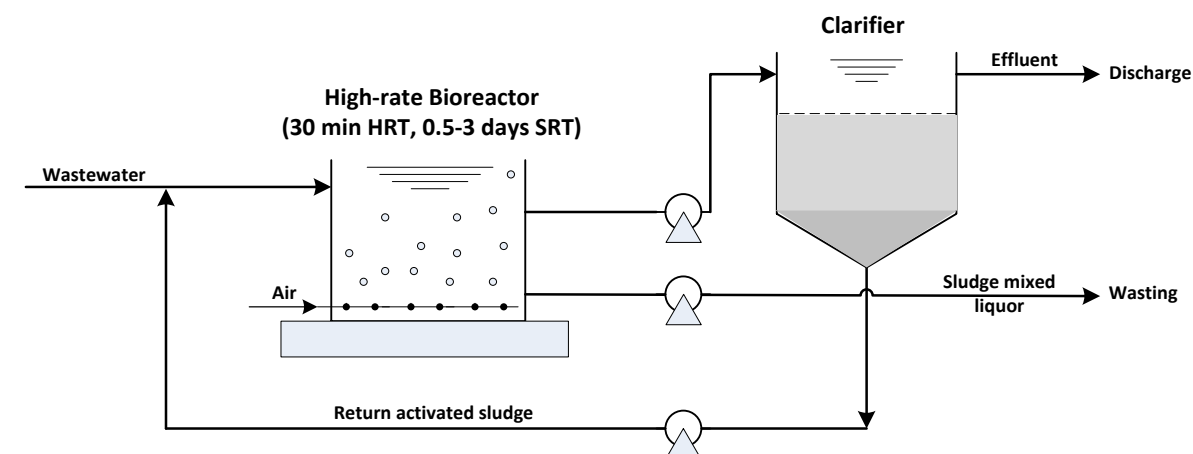 Clarifier
Effluent
Discharge
High-rate Bioreactor
(30 min HRT, 0.5-3 days SRT)
Wastewater
Air
Sludge mixed
liquor
Wasting
Return activated sludge